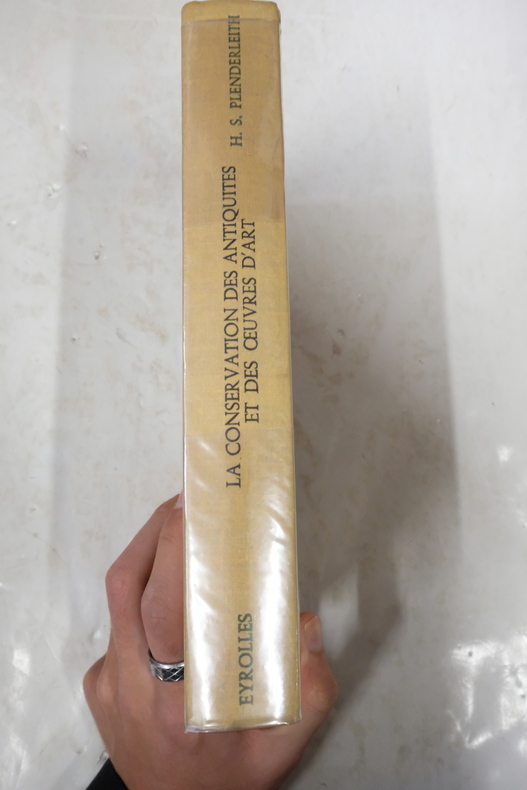 H. S. PLENDERLEITH
LA CONSERVATION DES ANTIQUITES
ET DES ŒUVRES D'ART
EYROLLES